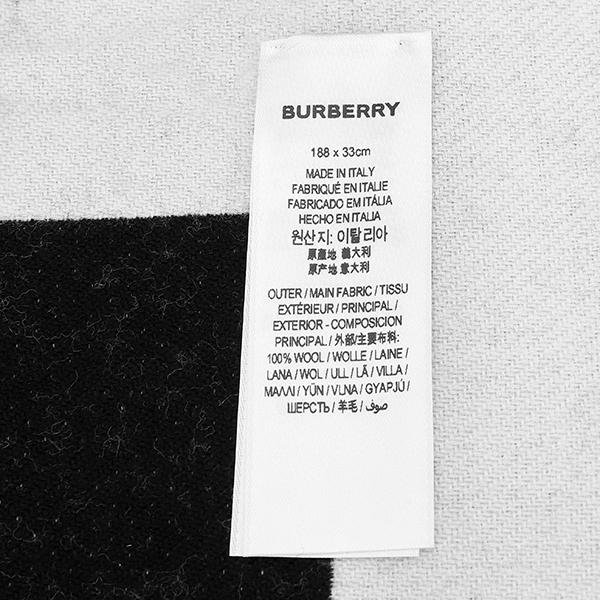 BURBERRY
188 x 33cm
MADE IN ITALY
FABRIQUÉ EN ITALIE
FABRICADO EM ITÁLIA
HECHO EN ITALIA
원산지: 이탈리아
原產地 義大利
原产地 意大利
OUTER / MAIN FABRIC / TISSU
EXTÉRIEUR / PRINCIPAL /
EXTERIOR - COMPOSICION
PRINCIPAL / 外部/主要布料:
100% WOOL / WOLLE / LAINE /
LANA / WOL / ULL / LÃ / VILLA /
ΜΑΛΛΙ / YÜN / VLNA / GYAPJÚ /
ШЕРСТЬ / 羊毛 / صوف